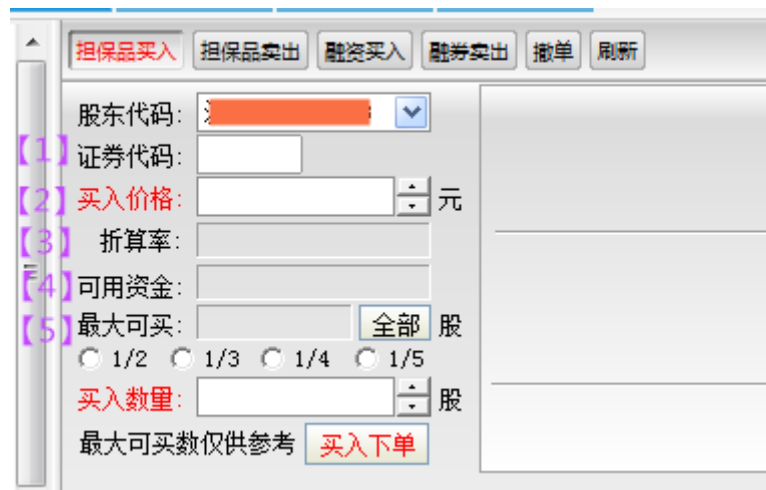 担保品买入 担保品卖出 融资买入 融券卖出 撤单 刷新
股东代码:
【1】证券代码:
【2】买入价格: 元
【3】折算率:
【4】可用资金:
【5】最大可买: 全部 股
1/2 1/3 1/4 1/5
买入数量: 股
最大可买数仅供参考 买入下单